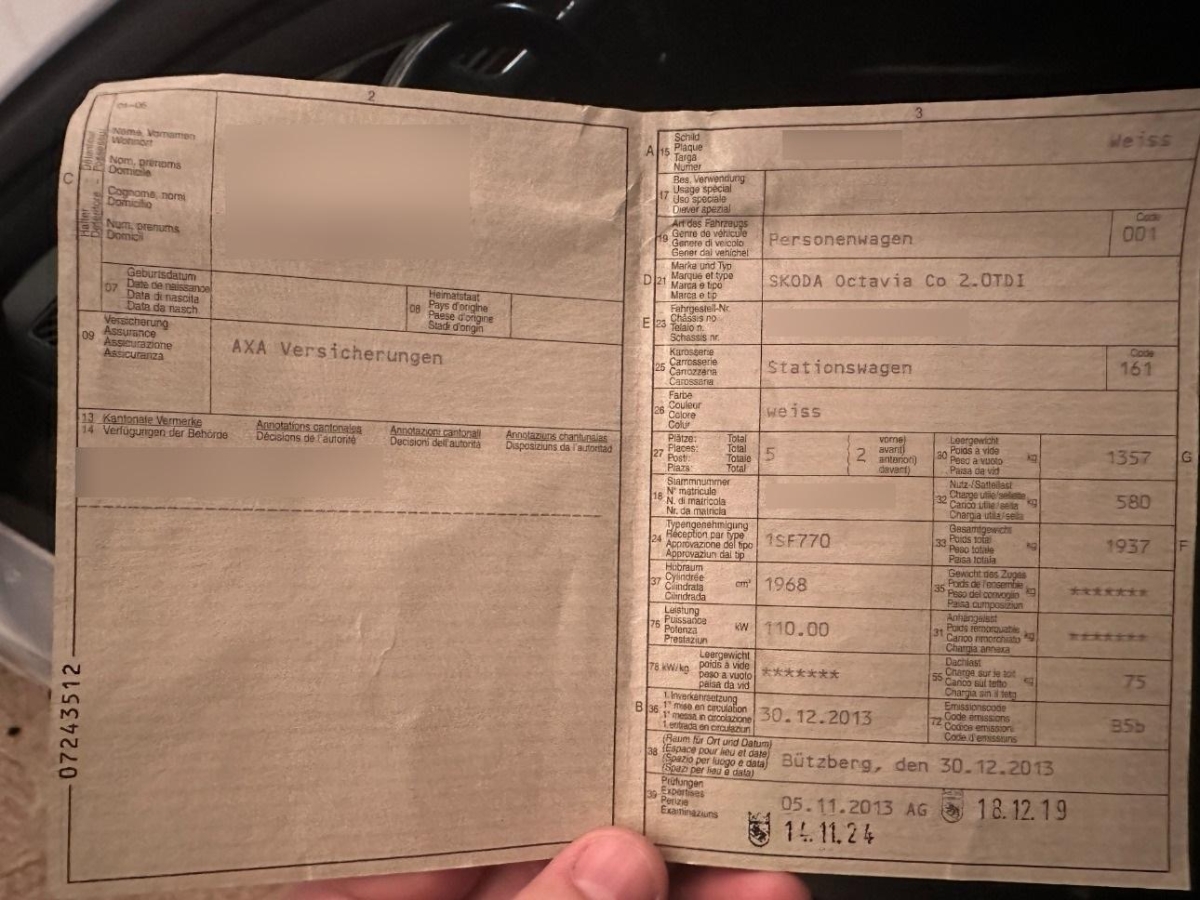 2
C
Halter - Détenteur
Detentore - Possessur
01-06
Name, Vornamen
Wohnort
Nom, prénoms
Domicile
Cognome, nomi
Domicilio
Num, prenums
Domicil
07
Geburtsdatum
Date de naissance
Data di nascita
Data da nasch.
08
Heimatstaat
Pays d'origine
Paese d'origine
Stadi d'origin
09
Versicherung
Assurance
Assicurazione
Assicuranza
AXA Versicherungen
13 Kantonale Vermerke Annotations cantonales Annotazioni cantonali Annotaziuns chantunalas
14 Verfügungen der Behörde Décisions de l'autorité Decisioni dell'autorità Disposiziuns da l'autoritad
07243512
3
A 15
Schild
Plaque
Targa
Numer
Weiss
17
Bes. Verwendung
Usage spécial
Uso speciale
Diever spezial
19
Art des Fahrzeugs
Genre de véhicule
Genere di veicolo
Gener dal vehichel
Personenwagen
Code
001
D 21
Marke und Typ
Marque et type
Marca e tipo
Marca e tip
SKODA Octavia Co 2.0TDI
E 23
Fahrgestell-Nr.
Châssis no
Telaio n.
Schassis nr.
25
Karosserie
Carrosserie
Carrozzeria
Carossaria
Stationswagen
Code
161
26
Farbe
Couleur
Colore
Colur
weiss
27
Plätze: Total
Places: Total
Posti: Totale
Plazs: Total
5
2
vorne)
avant)
anteriori)
davant)
30
Leergewicht
Poids à vide
Peso a vuoto
Paisa da vid
kg
1357
G
18
Stammnummer
N° matricule
N. di matricola
Nr. da matricla
32
Nutz-/Sattellast
Charge utile/sellette
Carico utile/sella
Chargia utila/sella
kg
580
24
Typengenehmigung
Réception par type
Approvazione del tipo
Approvaziun dal tip
1SF770
33
Gesamtgewicht
Poids total
Peso totale
Paisa totala
kg
1937
F
37
Hubraum
Cylindrée
Cilindrata
Cilindrada
cm³
1968
35
Gewicht des Zuges
Poids de l'ensemble
Peso del convoglio
Paisa cumposiziun
kg
*******
76
Leistung
Puissance
Potenza
Prestaziun
kW
110.00
31
Anhängelast
Poids remorquable
Carico rimorchiato
Chargia annexa
kg
*******
78 kW/kg
Leergewicht
poids à vide
peso a vuoto
paisa da vid
*******
55
Dachlast
Charge sur le toit
Carico sul tetto
Chargia sin il tetg
kg
75
B 36
1. Inverkehrsetzung
1re mise en circulation
1a messa in circolazione
1. entrada en circulaziun
30.12.2013
72
Emissionscode
Code émissions
Codice emissioni
Code d'emissiuns
B5b
38
(Raum für Ort und Datum)
(Espace pour lieu et date)
(Spazio per luogo e data)
(Spazi per lieu e data)
Bützberg, den 30.12.2013
39
Prüfungen
Expertises
Perizie
Examinaziuns
05.11.2013 AG 18.12.19
14.11.24